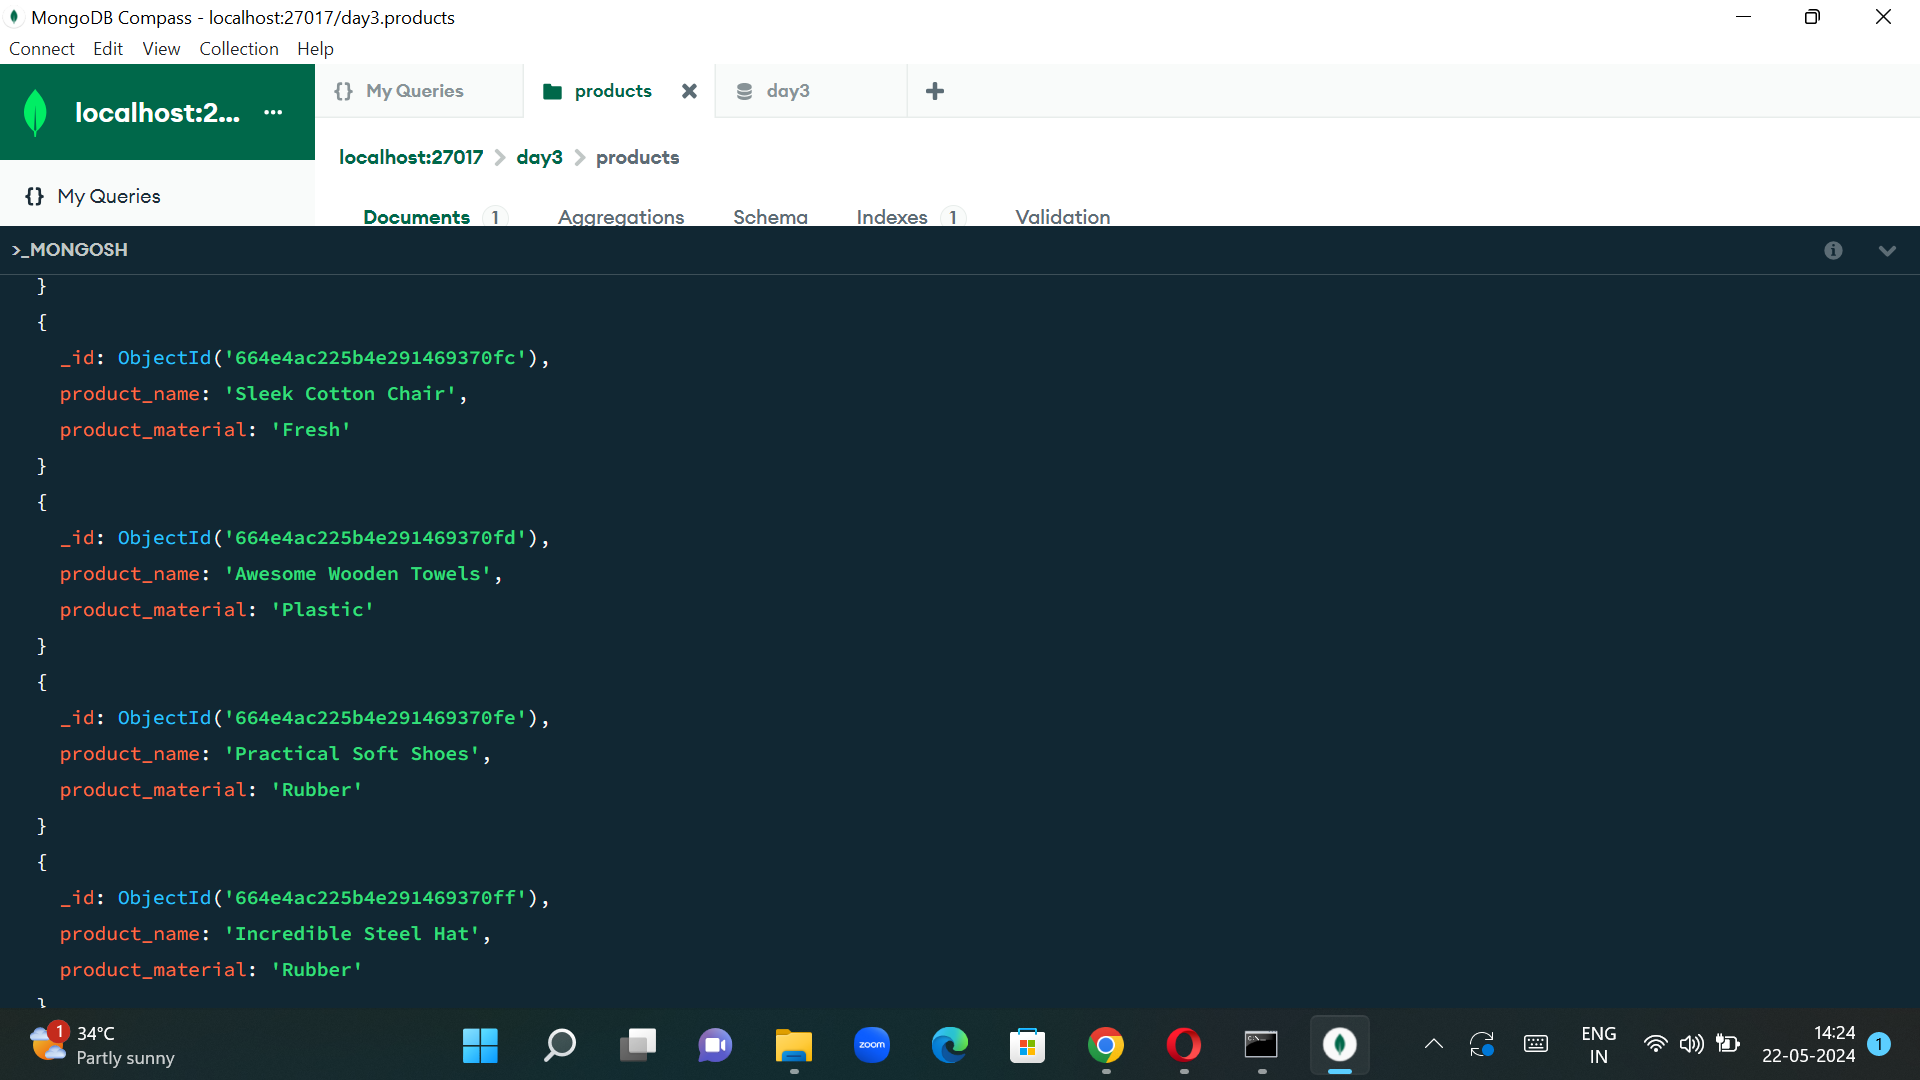 MongoDB Compass - localhost:27017/day3.products
Connect Edit View Collection Help
localhost:2... ...
{} My Queries
products
day3
localhost:27017 > day3 > products
{} My Queries
Documents 1 Aggregations Schema Indexes 1 Validation
>_MONGOSH
}
{
_id: ObjectId('664e4ac225b4e291469370fc'),
product_name: 'Sleek Cotton Chair',
product_material: 'Fresh'
}
{
_id: ObjectId('664e4ac225b4e291469370fd'),
product_name: 'Awesome Wooden Towels',
product_material: 'Plastic'
}
{
_id: ObjectId('664e4ac225b4e291469370fe'),
product_name: 'Practical Soft Shoes',
product_material: 'Rubber'
}
{
_id: ObjectId('664e4ac225b4e291469370ff'),
product_name: 'Incredible Steel Hat',
product_material: 'Rubber'
}
1
34°C
Partly sunny
zoom
ENG
IN
14:24
22-05-2024
1